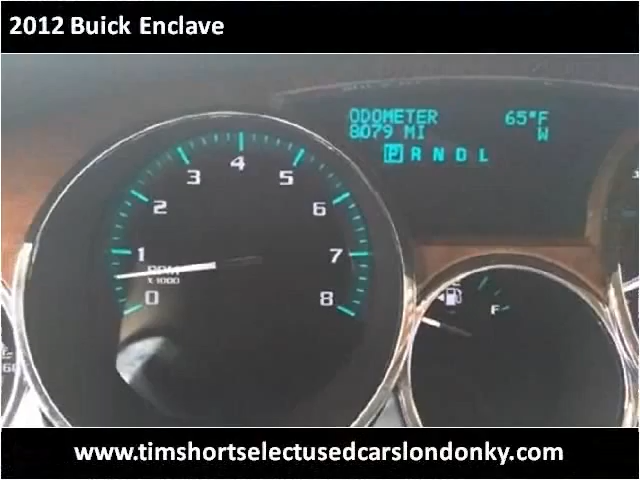 2012 Buick Enclave
ODOMETER 65°F
8079 MI W
P R N D L
4
3 5
2 6
1 7
RPM
X 1000
0 8
F
www.timshortselectusedcarslondonky.com